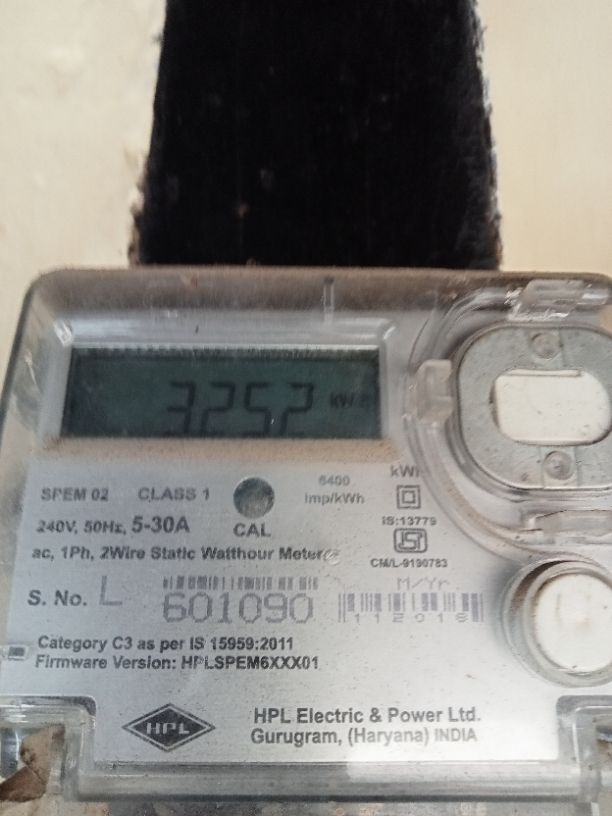 3252
SPEM 02 CLASS 1
6400
imp/kWh
kWh
240V, 50Hz, 5-30A
CAL
IS:13779
ISI
ac, 1Ph, 2Wire Static Watthour Meter
CM/L-9190783
S. No. L 601090
M/Yr.
112018
Category C3 as per IS 15959:2011
Firmware Version: HPLSPEM6XXX01
HPL
HPL Electric & Power Ltd.
Gurugram, (Haryana) INDIA